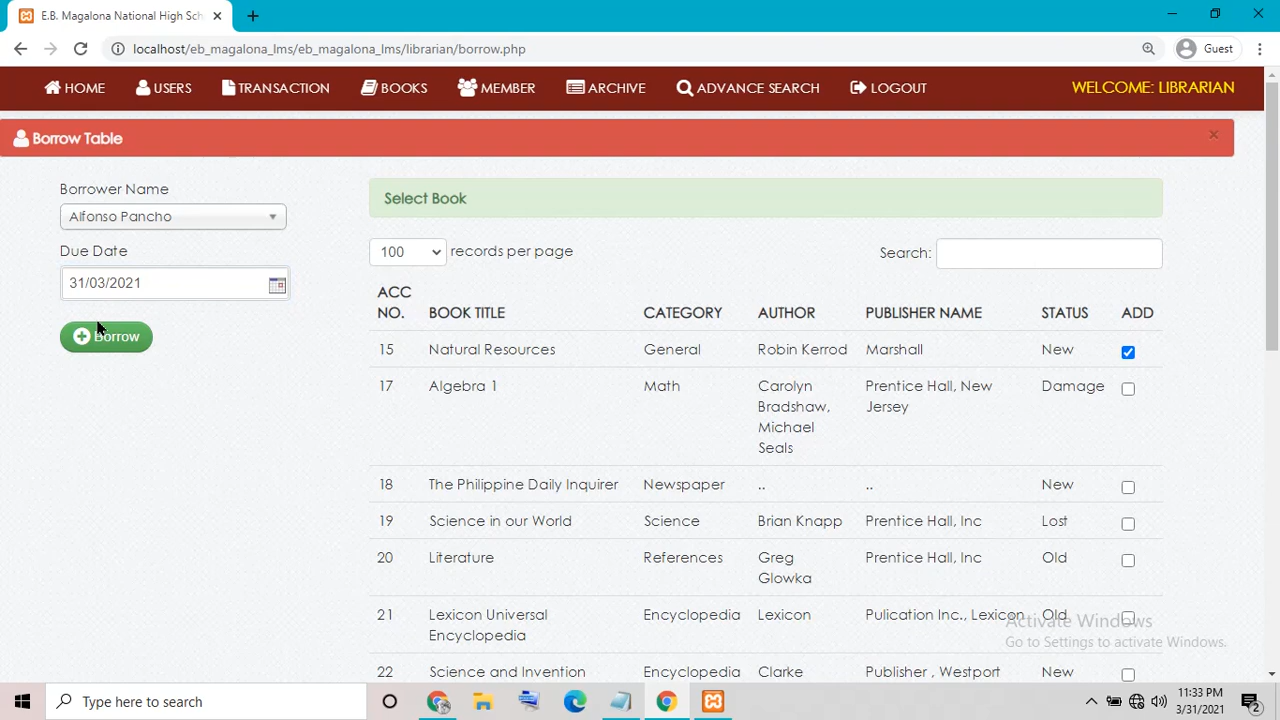 E.B. Magalona National High Sch
localhost/eb_magalona_lms/eb_magalona_lms/librarian/borrow.php
Guest
HOME USERS TRANSACTION BOOKS MEMBER ARCHIVE ADVANCE SEARCH LOGOUT WELCOME: LIBRARIAN
Borrow Table ×
Borrower Name
Alfonso Pancho
Due Date
31/03/2021
Borrow
Select Book
100 records per page Search:
ACC NO. BOOK TITLE CATEGORY AUTHOR PUBLISHER NAME STATUS ADD
15 Natural Resources General Robin Kerrod Marshall New
17 Algebra 1 Math Carolyn Bradshaw, Michael Seals Prentice Hall, New Jersey Damage
18 The Philippine Daily Inquirer Newspaper .. .. New
19 Science in our World Science Brian Knapp Prentice Hall, Inc Lost
20 Literature References Greg Glowka Prentice Hall, Inc Old
21 Lexicon Universal Encyclopedia Encyclopedia Lexicon Pulication Inc., Lexicon Old
22 Science and Invention Encyclopedia Clarke Publisher , Westport New
Activate Windows
Go to Settings to activate Windows.
Type here to search
11:33 PM
3/31/2021
2